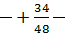 − + 34/48 −